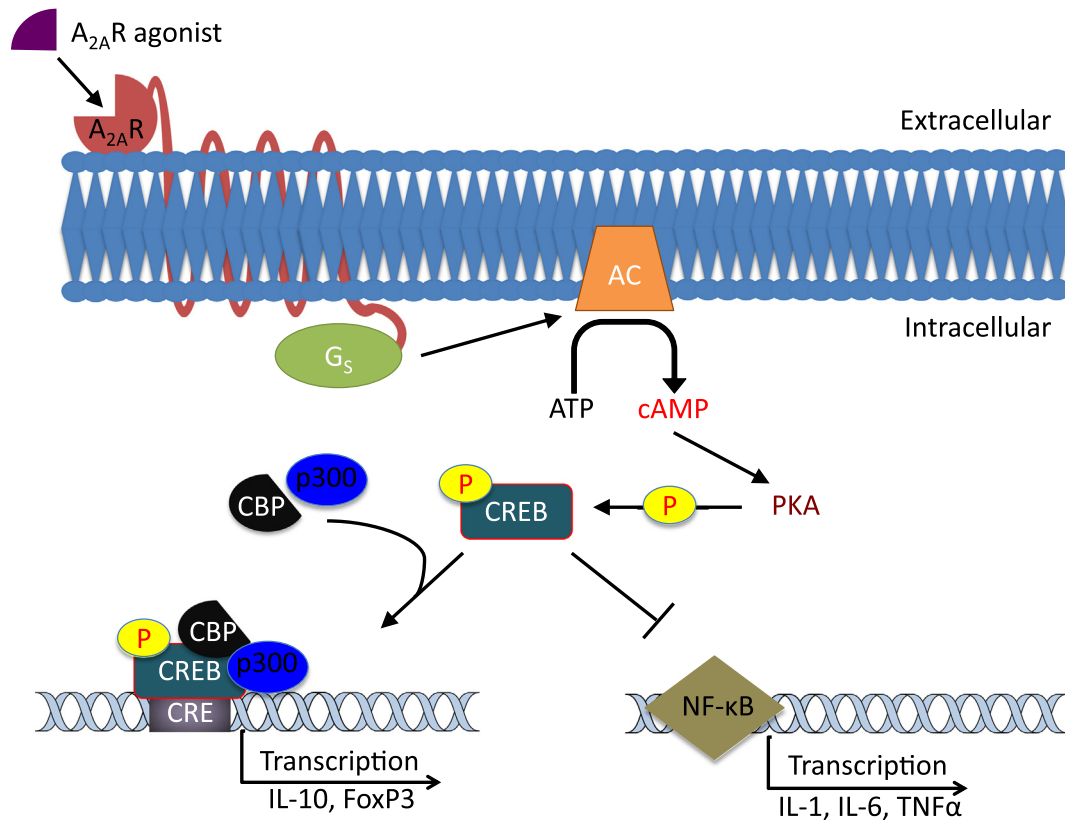 A₂ₐR agonist
A₂ₐR
Extracellular
AC
Intracellular
Gₛ
ATP
cAMP
p300
CBP
P
CREB
P
PKA
P
CBP
CREB
p300
CRE
NF-κB
Transcription
IL-10, FoxP3
Transcription
IL-1, IL-6, TNFα